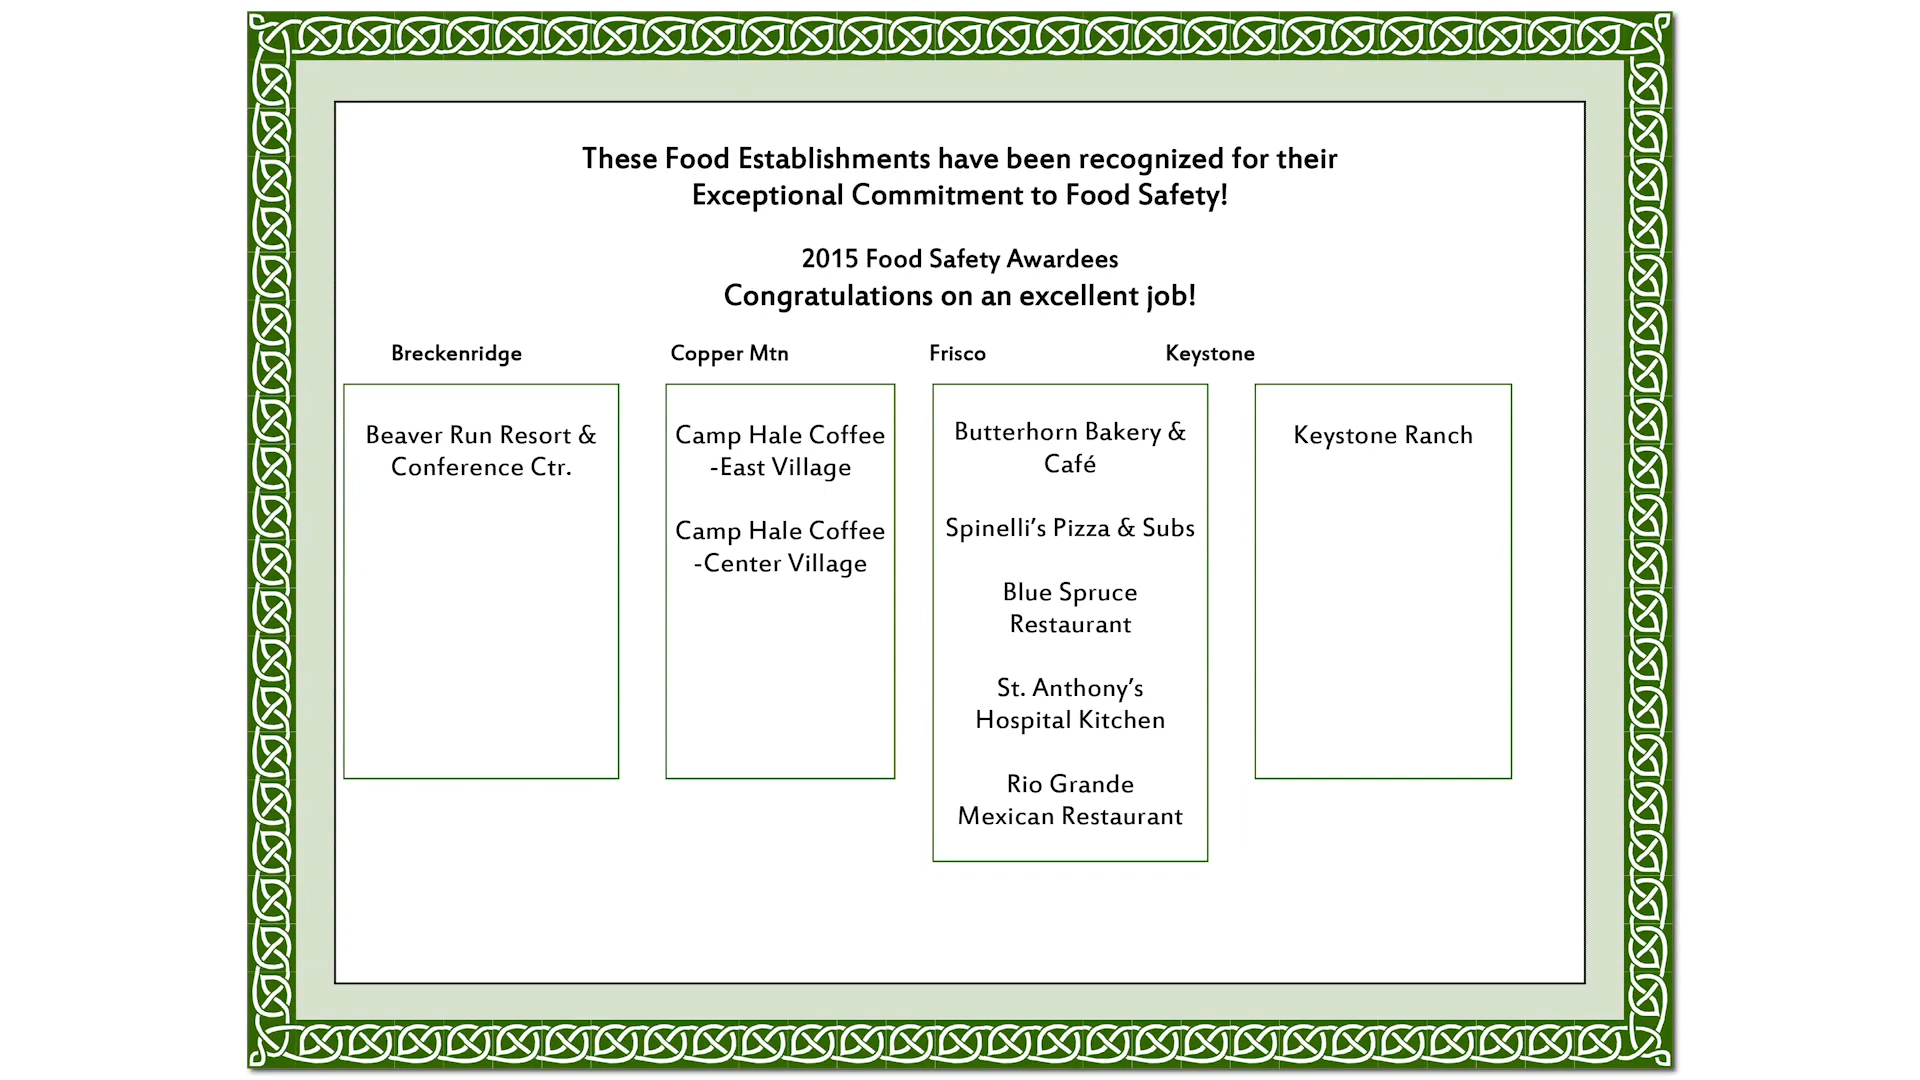 These Food Establishments have been recognized for their
Exceptional Commitment to Food Safety!
2015 Food Safety Awardees
Congratulations on an excellent job!
Breckenridge
Copper Mtn
Frisco
Keystone
Beaver Run Resort &
Conference Ctr.
Camp Hale Coffee
-East Village
Camp Hale Coffee
-Center Village
Butterhorn Bakery &
Café
Spinelli’s Pizza & Subs
Blue Spruce
Restaurant
St. Anthony’s
Hospital Kitchen
Rio Grande
Mexican Restaurant
Keystone Ranch